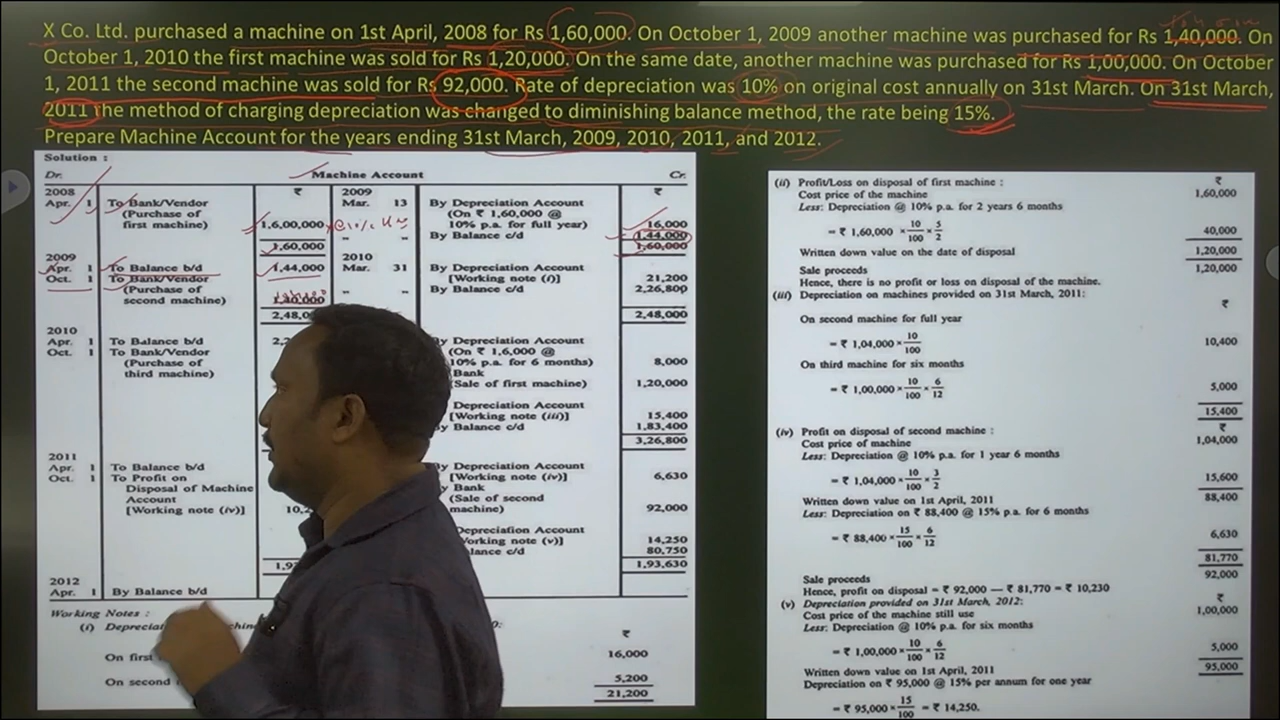 X Co. Ltd. purchased a machine on 1st April, 2008 for Rs 1,60,000. On October 1, 2009 another machine was purchased for Rs 1,40,000. On
October 1, 2010 the first machine was sold for Rs 1,20,000. On the same date, another machine was purchased for Rs 1,00,000. On October
1, 2011 the second machine was sold for Rs 92,000. Rate of depreciation was 10% on original cost annually on 31st March. On 31st March,
2011 the method of charging depreciation was changed to diminishing balance method, the rate being 15%.
Prepare Machine Account for the years ending 31st March, 2009, 2010, 2011, and 2012.
Solution :
Dr. Machine Account Cr.
2008 ₹ 2009 ₹
Apr. 1 To Bank/Vendor Mar. 13 By Depreciation Account
(Purchase of (On ₹ 1,60,000 @
first machine) 1,6,00,000 10% p.a. for full year) 16,000
" " By Balance c/d 1,44,000
1,60,000 1,60,000
2009 2010
Apr. 1 To Balance b/d 1,44,000 Mar. 31 By Depreciation Account
Oct. 1 To Bank/Vendor [Working note (i)] 21,200
(Purchase of " " By Balance c/d 2,26,800
second machine)
2,48,0 2,48,000
2010
Apr. 1 To Balance b/d Depreciation Account
Oct. 1 To Bank/Vendor (On ₹ 1,6,000 @
(Purchase of 10% p.a. for 6 months) 8,000
third machine) Bank
(Sale of first machine) 1,20,000
Depreciation Account
[Working note (iii)] 15,400
Balance c/d 1,83,400
3,26,800
2011
Apr. 1 To Balance b/d Depreciation Account
Oct. 1 To Profit on [Working note (iv)] 6,630
Disposal of Machine Bank
Account (Sale of second
[Working note (iv)] 10,2 machine) 92,000
Depreciation Account
Working note (v)] 14,250
c/d 80,750
1,93,630
2012
Apr. 1 By Balance b/d
Working Notes :
(i)
₹
On first 16,000
On second 5,200
21,200
(ii) Profit/Loss on disposal of first machine : ₹
Cost price of the machine 1,60,000
Less: Depreciation @ 10% p.a. for 2 years 6 months
= ₹ 1,60,000 × 10/100 × 5/2 40,000
Written down value on the date of disposal 1,20,000
Sale proceeds 1,20,000
Hence, there is no profit or loss on disposal of the machine.
(iii) Depreciation on machines provided on 31st March, 2011: ₹
On second machine for full year
= ₹ 1,04,000 × 10/100 10,400
On third machine for six months
= ₹ 1,00,000 × 10/100 × 6/12 5,000
15,400
(iv) Profit on disposal of second machine : ₹
Cost price of machine 1,04,000
Less: Depreciation @ 10% p.a. for 1 year 6 months
= ₹ 1,04,000 × 10/100 × 3/2 15,600
Written down value on 1st April, 2011 88,400
Less: Depreciation on ₹ 88,400 @ 15% p.a. for 6 months
= ₹ 88,400 × 15/100 × 6/12 6,630
81,770
Sale proceeds 92,000
Hence, profit on disposal = ₹ 92,000 — ₹ 81,770 = ₹ 10,230
(v) Depreciation provided on 31st March, 2012: ₹
Cost price of the machine still use 1,00,000
Less: Depreciation @ 10% p.a. for six months
= ₹ 1,00,000 × 10/100 × 6/12 5,000
Written down value on 1st April, 2011 95,000
Depreciation on ₹ 95,000 @ 15% per annum for one year
= ₹ 95,000 × 15/100 = ₹ 14,250.